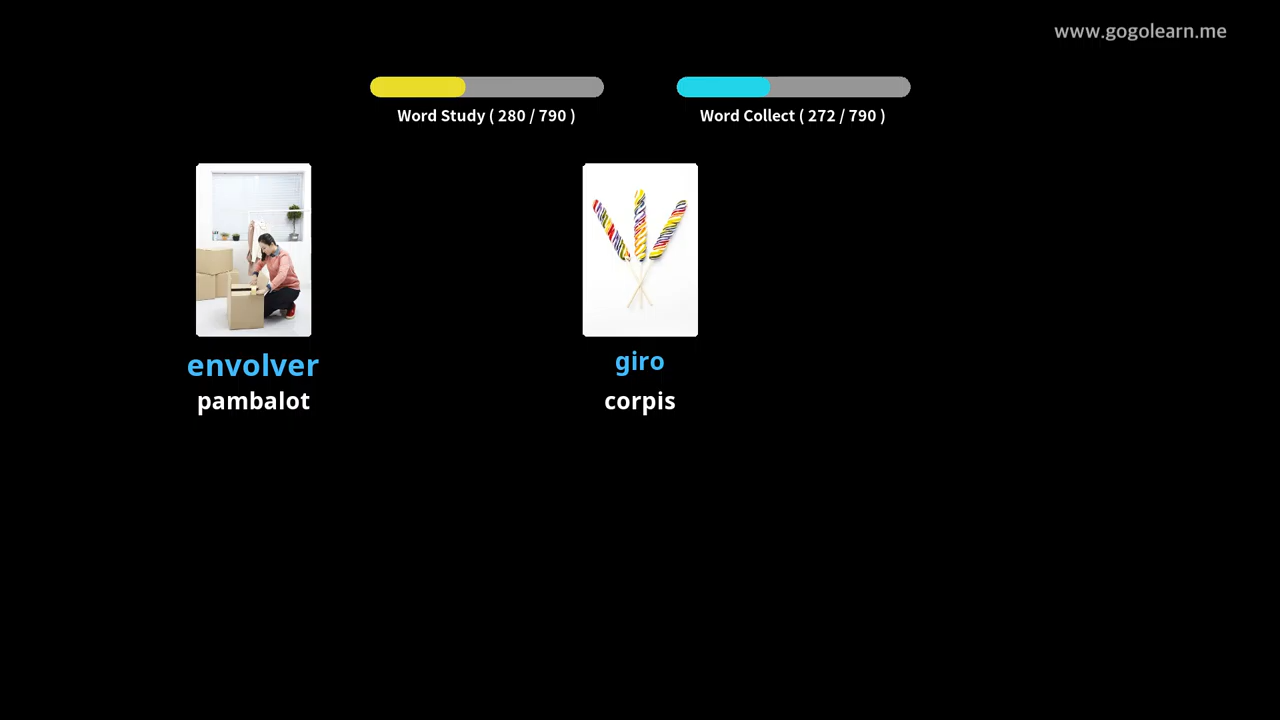 www.gogolearn.me
Word Study ( 280 / 790 )
Word Collect ( 272 / 790 )
envolver
giro
pambalot
corpis